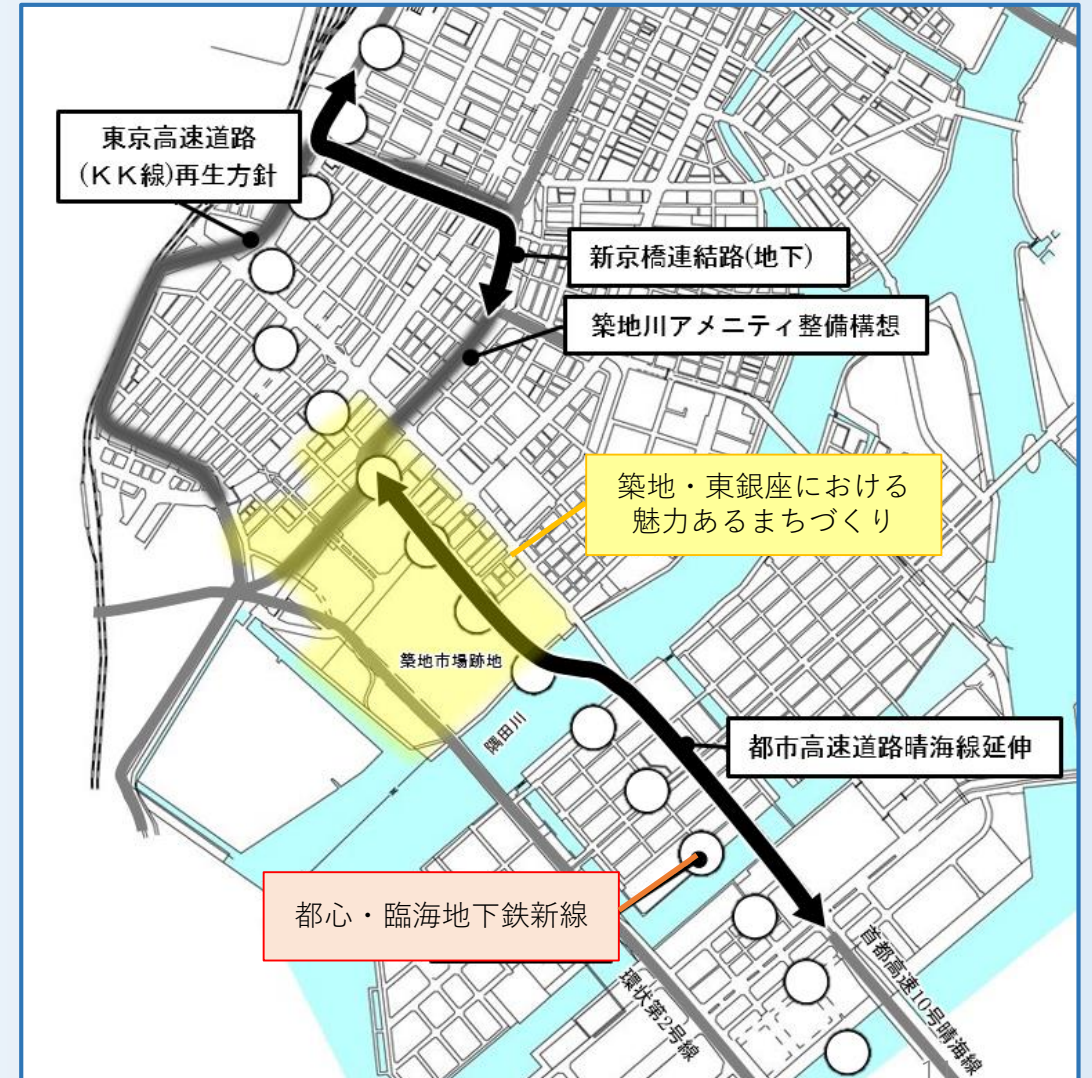 東京高速道路
(KK線)再生方針
新京橋連結路(地下)
築地川アメニティ整備構想
築地・東銀座における
魅力あるまちづくり
築地市場跡地
隅田川
都市高速道路晴海線延伸
都心・臨海地下鉄新線
環状第2号線
首都高速10号晴海線